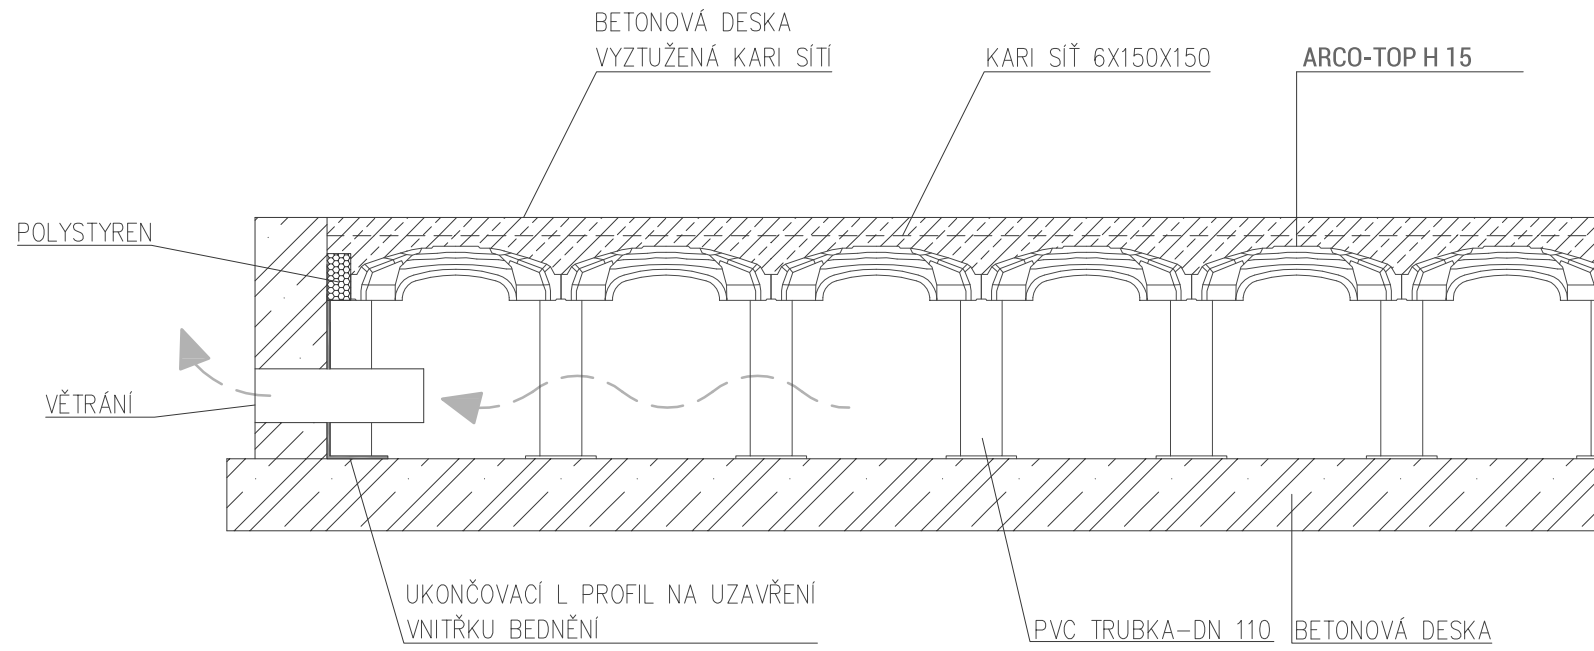 BETONOVÁ DESKA
VYZTUŽENÁ KARI SÍTÍ
KARI SÍŤ 6X150X150
ARCO-TOP H 15
POLYSTYREN
VĚTRÁNÍ
UKONČOVACÍ L PROFIL NA UZAVŘENÍ
VNITŘKU BEDNĚNÍ
PVC TRUBKA-DN 110
BETONOVÁ DESKA